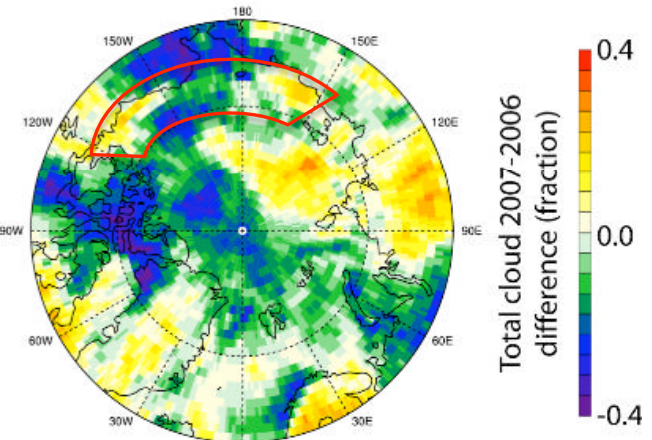 180
150W
150E
120W
120E
90W
90E
60W
60E
30W
30E
Total cloud 2007-2006
difference (fraction)
0.4
0.0
-0.4